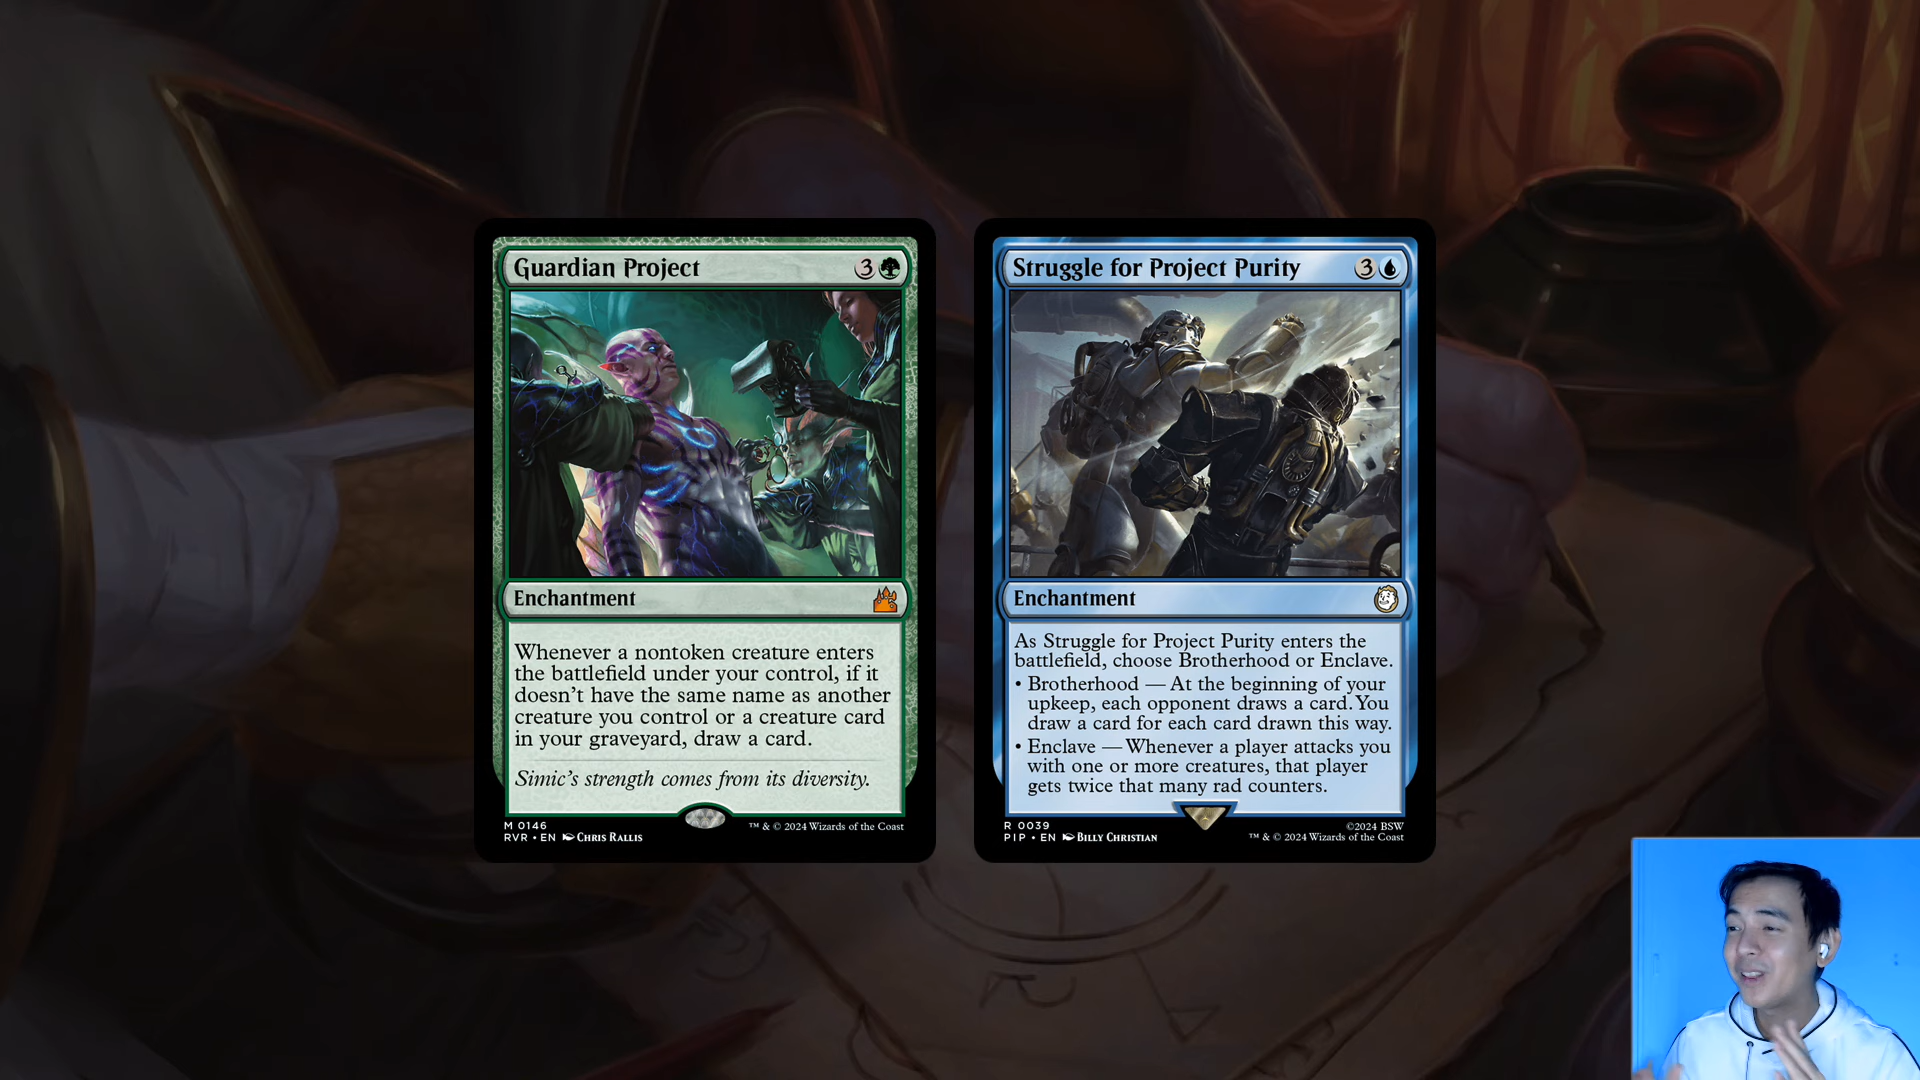 Guardian Project 3
Enchantment
Whenever a nontoken creature enters
the battlefield under your control, if it
doesn't have the same name as another
creature you control or a creature card
in your graveyard, draw a card.
Simic's strength comes from its diversity.
M 0146
RVR • EN Chris Rallis
™ & © 2024 Wizards of the Coast
Struggle for Project Purity 3
Enchantment
As Struggle for Project Purity enters the
battlefield, choose Brotherhood or Enclave.
• Brotherhood — At the beginning of your
upkeep, each opponent draws a card. You
draw a card for each card drawn this way.
• Enclave — Whenever a player attacks you
with one or more creatures, that player
gets twice that many rad counters.
R 0039
PIP • EN Billy Christian
©2024 BSW
™ & © 2024 Wizards of the Coast